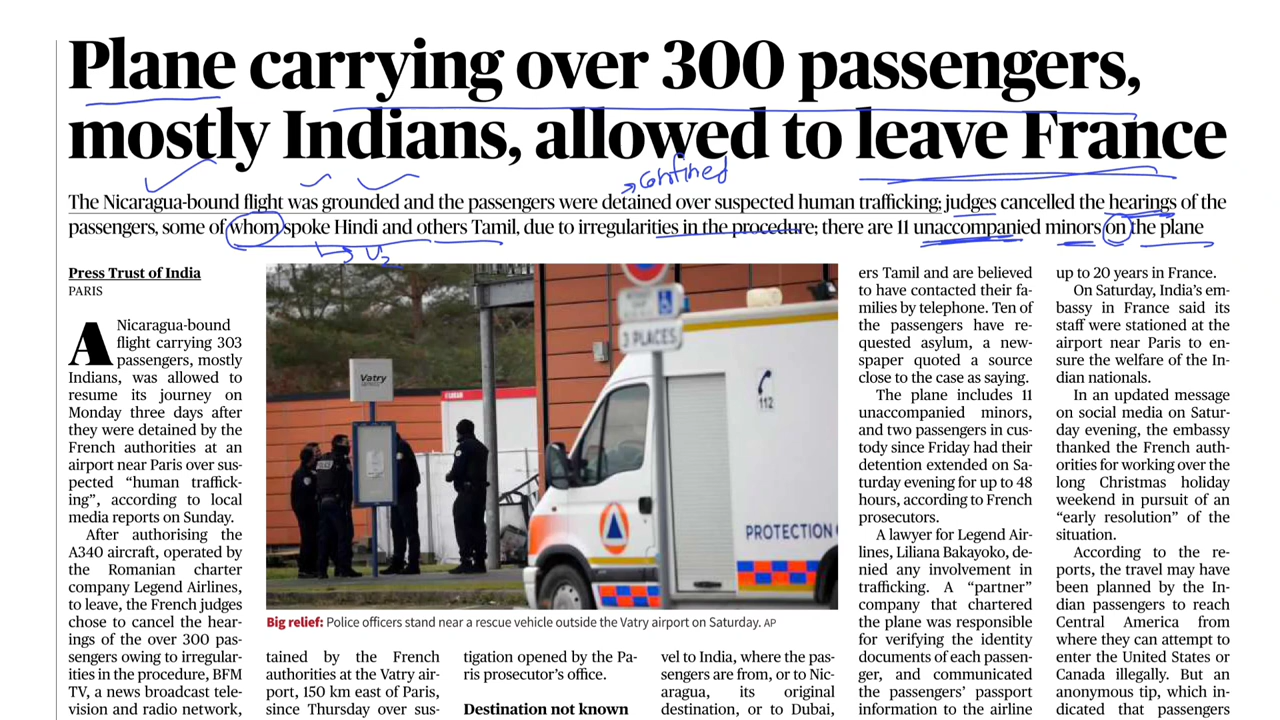 Plane carrying over 300 passengers,
mostly Indians, allowed to leave France
confined
The Nicaragua-bound flight was grounded and the passengers were detained over suspected human trafficking; judges cancelled the hearings of the
passengers, some of whom spoke Hindi and others Tamil, due to irregularities in the procedure; there are 11 unaccompanied minors on the plane
V2
Press Trust of India
PARIS
A Nicaragua-bound
flight carrying 303
passengers, mostly
Indians, was allowed to
resume its journey on
Monday three days after
they were detained by the
French authorities at an
airport near Paris over sus-
pected “human traffick-
ing”, according to local
media reports on Sunday.
After authorising the
A340 aircraft, operated by
the Romanian charter
company Legend Airlines,
to leave, the French judges
chose to cancel the hear-
ings of the over 300 pas-
sengers owing to irregular-
ities in the procedure, BFM
TV, a news broadcast tele-
vision and radio network,
Vatry
3 PLACES
112
PROTECTION
Big relief: Police officers stand near a rescue vehicle outside the Vatry airport on Saturday. AP
tained by the French
authorities at the Vatry air-
port, 150 km east of Paris,
since Thursday over sus-
tigation opened by the Pa-
ris prosecutor’s office.
Destination not known
vel to India, where the pas-
sengers are from, or to Nic-
aragua, its original
destination, or to Dubai,
ers Tamil and are believed
to have contacted their fa-
milies by telephone. Ten of
the passengers have re-
quested asylum, a new-
spaper quoted a source
close to the case as saying.
The plane includes 11
unaccompanied minors,
and two passengers in cus-
tody since Friday had their
detention extended on Sa-
turday evening for up to 48
hours, according to French
prosecutors.
A lawyer for Legend Air-
lines, Liliana Bakayoko, de-
nied any involvement in
trafficking. A “partner”
company that chartered
the plane was responsible
for verifying the identity
documents of each passen-
ger, and communicated
the passengers’ passport
information to the airline
up to 20 years in France.
On Saturday, India’s em-
bassy in France said its
staff were stationed at the
airport near Paris to en-
sure the welfare of the In-
dian nationals.
In an updated message
on social media on Satur-
day evening, the embassy
thanked the French auth-
orities for working over the
long Christmas holiday
weekend in pursuit of an
“early resolution” of the
situation.
According to the re-
ports, the travel may have
been planned by the In-
dian passengers to reach
Central America from
where they can attempt to
enter the United States or
Canada illegally. But an
anonymous tip, which in-
dicated that passengers